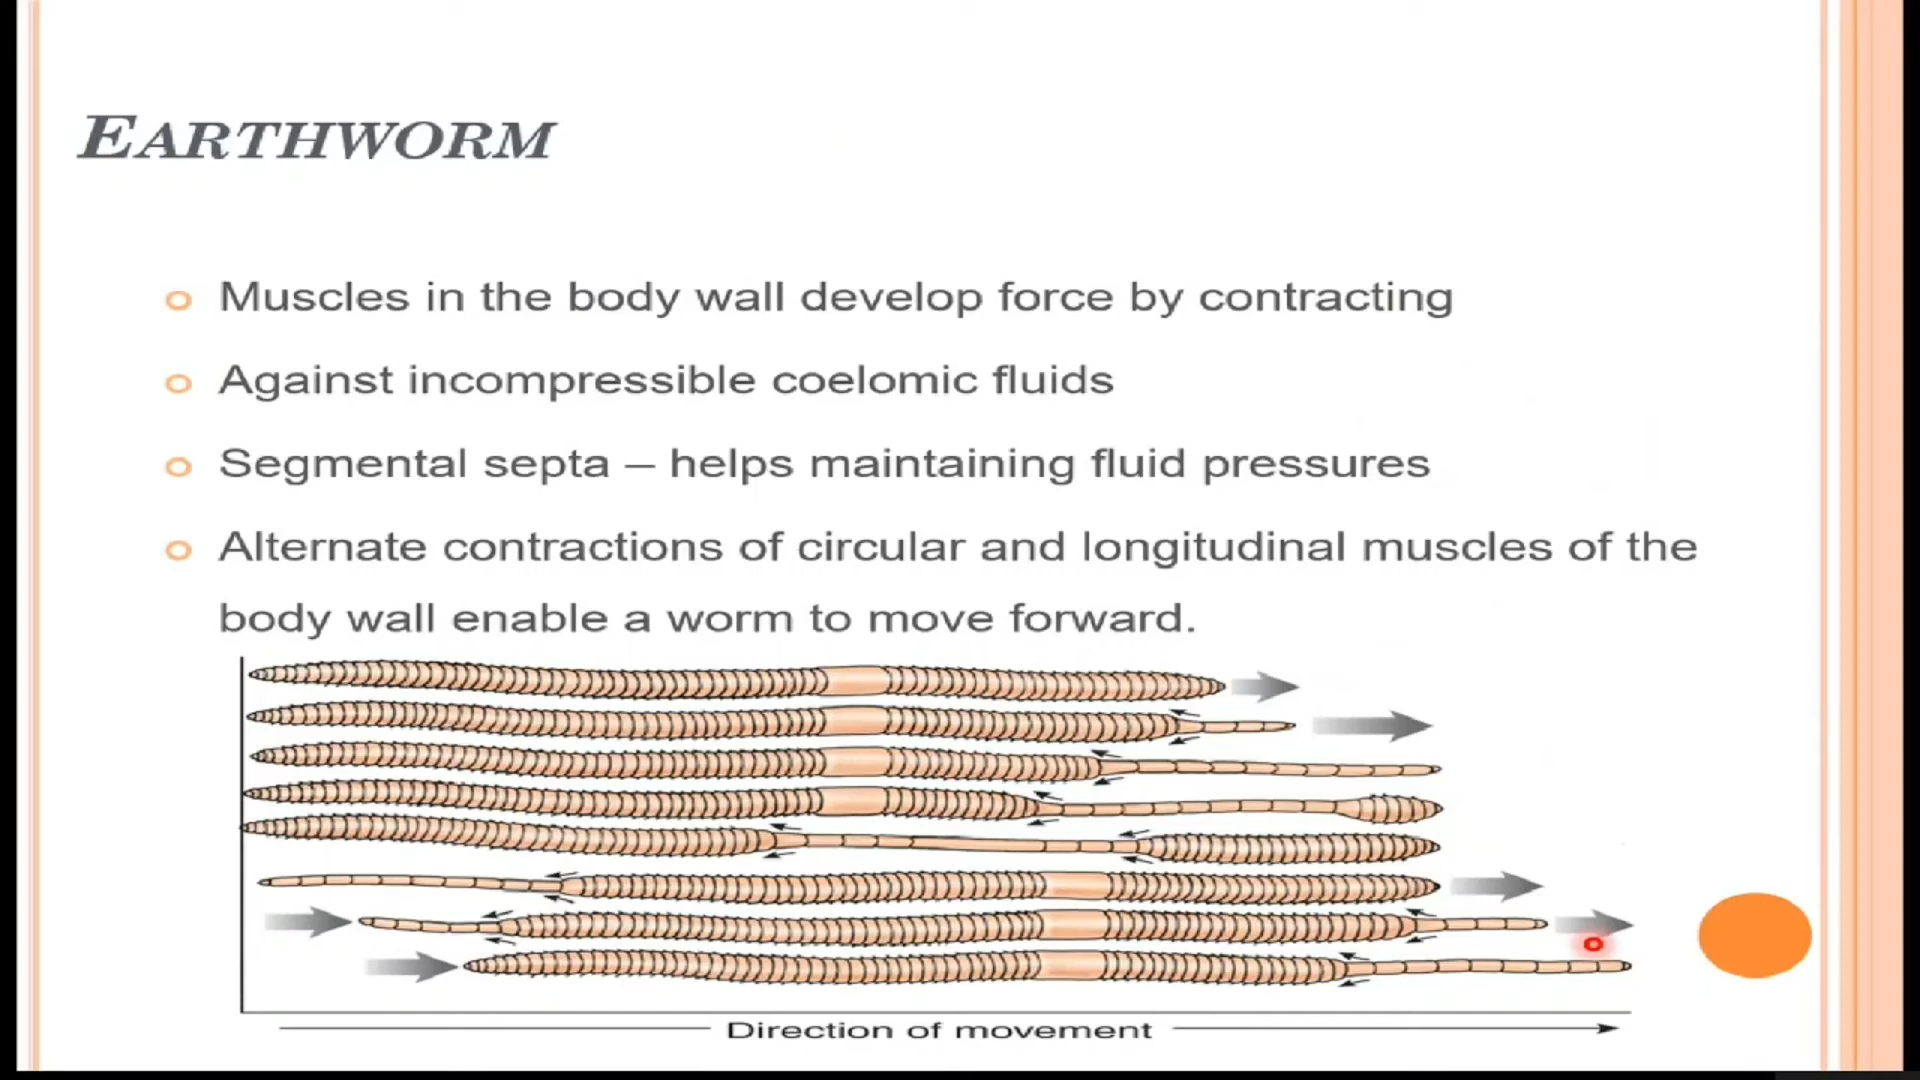 EARTHWORM
Muscles in the body wall develop force by contracting
Against incompressible coelomic fluids
Segmental septa – helps maintaining fluid pressures
Alternate contractions of circular and longitudinal muscles of the
body wall enable a worm to move forward.
Direction of movement